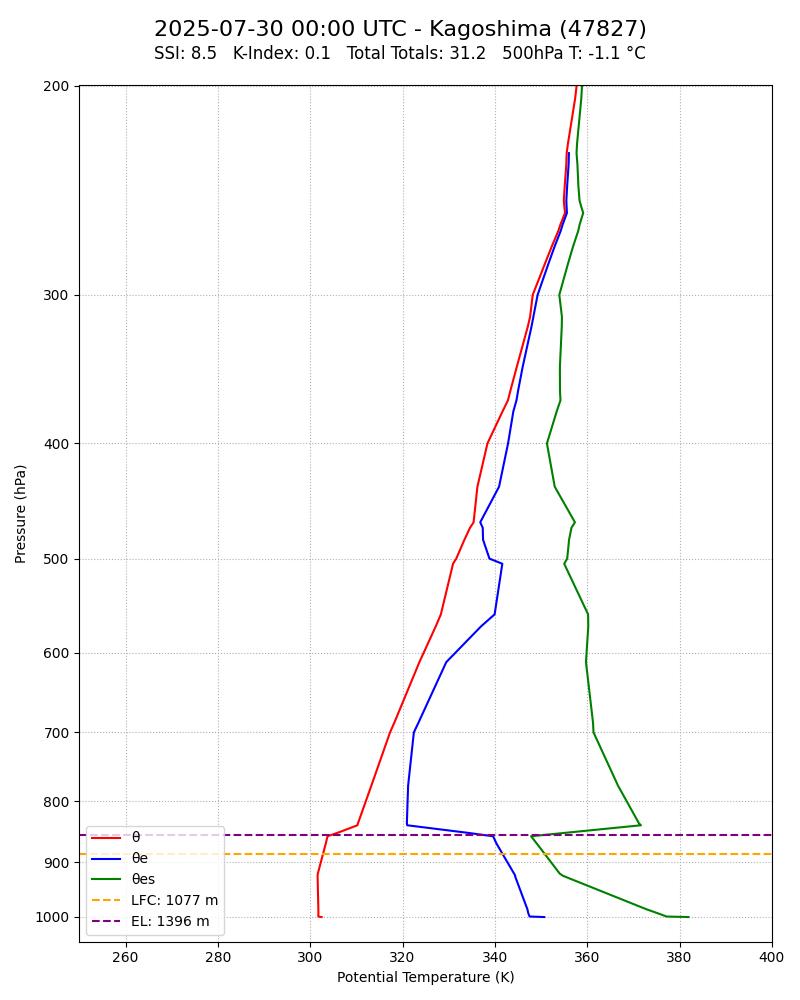 2025-07-30 00:00 UTC - Kagoshima (47827)
SSI: 8.5   K-Index: 0.1   Total Totals: 31.2   500hPa T: -1.1 °C
200
300
400
500
600
700
800
900
1000
Pressure (hPa)
θ
θe
θes
LFC: 1077 m
EL: 1396 m
260 280 300 320 340 360 380 400
Potential Temperature (K)